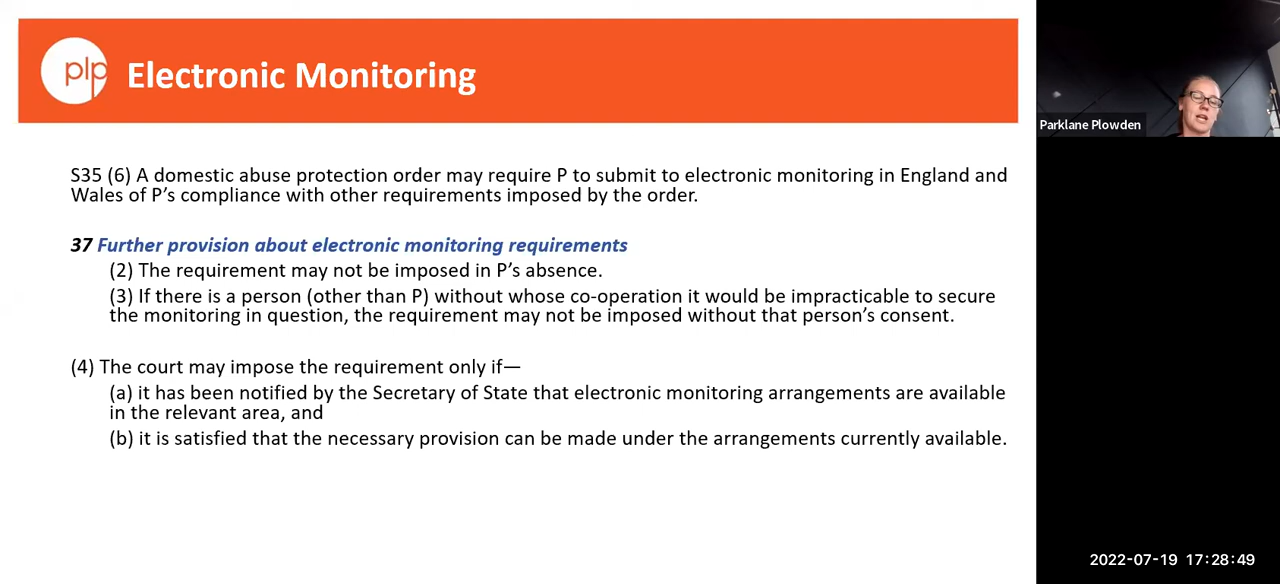 plp
Electronic Monitoring
Parklane Plowden
S35 (6) A domestic abuse protection order may require P to submit to electronic monitoring in England and
Wales of P’s compliance with other requirements imposed by the order.
37 Further provision about electronic monitoring requirements
(2) The requirement may not be imposed in P’s absence.
(3) If there is a person (other than P) without whose co-operation it would be impracticable to secure
the monitoring in question, the requirement may not be imposed without that person’s consent.
(4) The court may impose the requirement only if—
(a) it has been notified by the Secretary of State that electronic monitoring arrangements are available
in the relevant area, and
(b) it is satisfied that the necessary provision can be made under the arrangements currently available.
2022-07-19 17:28:49